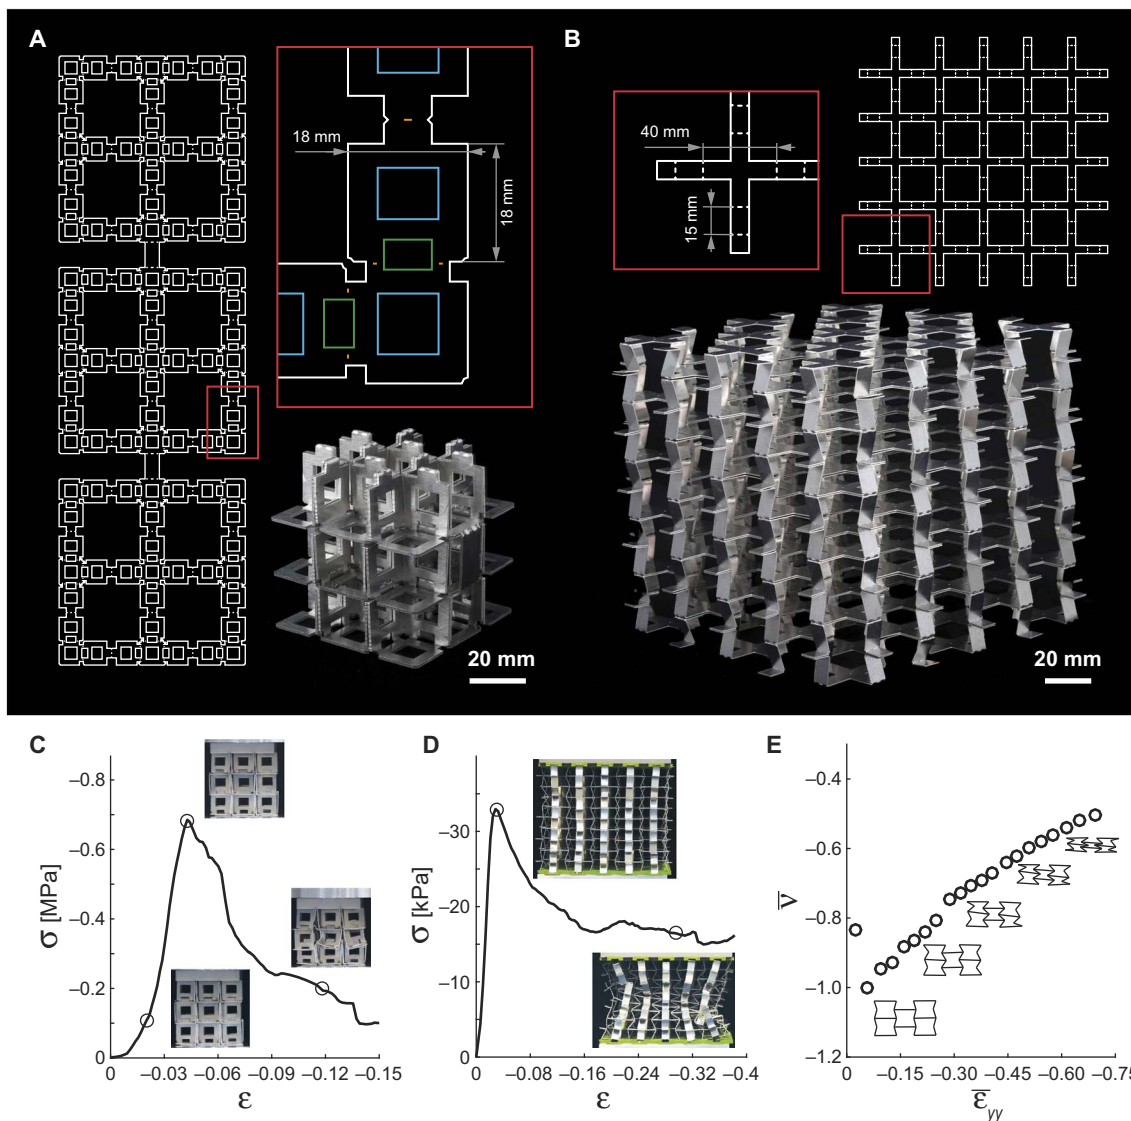 A
18 mm
18 mm
20 mm
B
40 mm
15 mm
20 mm
C
σ [MPa]
–0.8
–0.6
–0.4
–0.2
0
0 –0.03 –0.06 –0.09 –0.12 –0.15
ε
D
σ [kPa]
–30
–20
–10
0
0 –0.08 –0.16 –0.24 –0.32 –0.4
ε
E
ν̅
–0.4
–0.6
–0.8
–1.0
–1.2
0 –0.15 –0.30 –0.45 –0.60 –0.75
ε̅yy